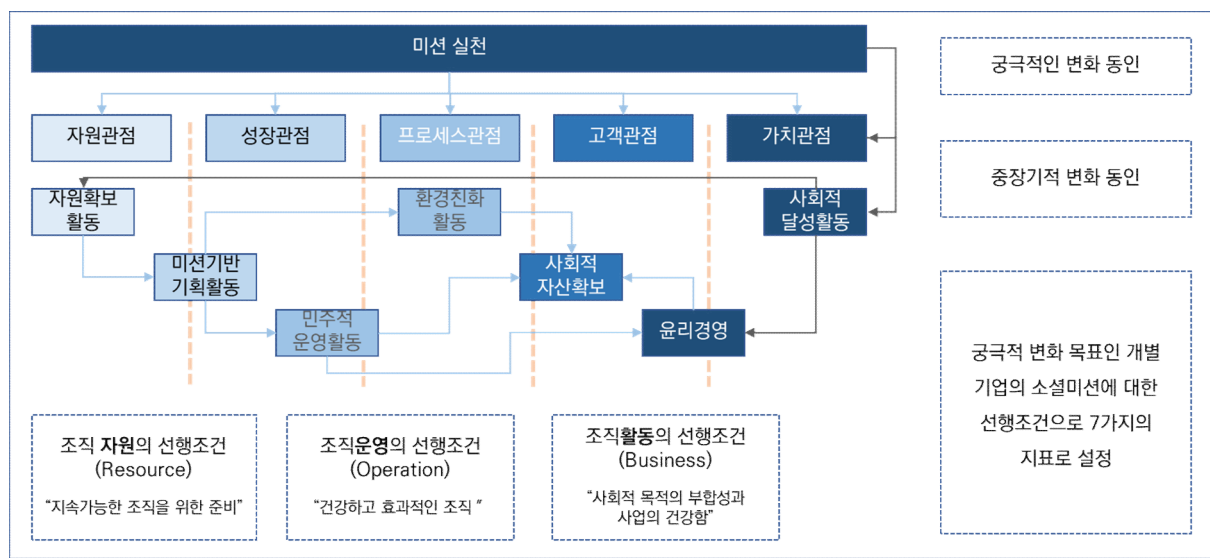 미션 실천
궁극적인 변화 동인
자원관점
성장관점
프로세스관점
고객관점
가치관점
중장기적 변화 동인
자원확보
활동
환경친화
활동
사회적
달성활동
미션기반
기획활동
사회적
자산확보
민주적
운영활동
윤리경영
궁극적 변화 목표인 개별
기업의 소셜미션에 대한
선행조건으로 7가지의
지표로 설정
조직 자원의 선행조건
(Resource)
“지속가능한 조직을 위한 준비”
조직운영의 선행조건
(Operation)
“건강하고 효과적인 조직 ”
조직활동의 선행조건
(Business)
“사회적 목적의 부합성과
사업의 건강함”